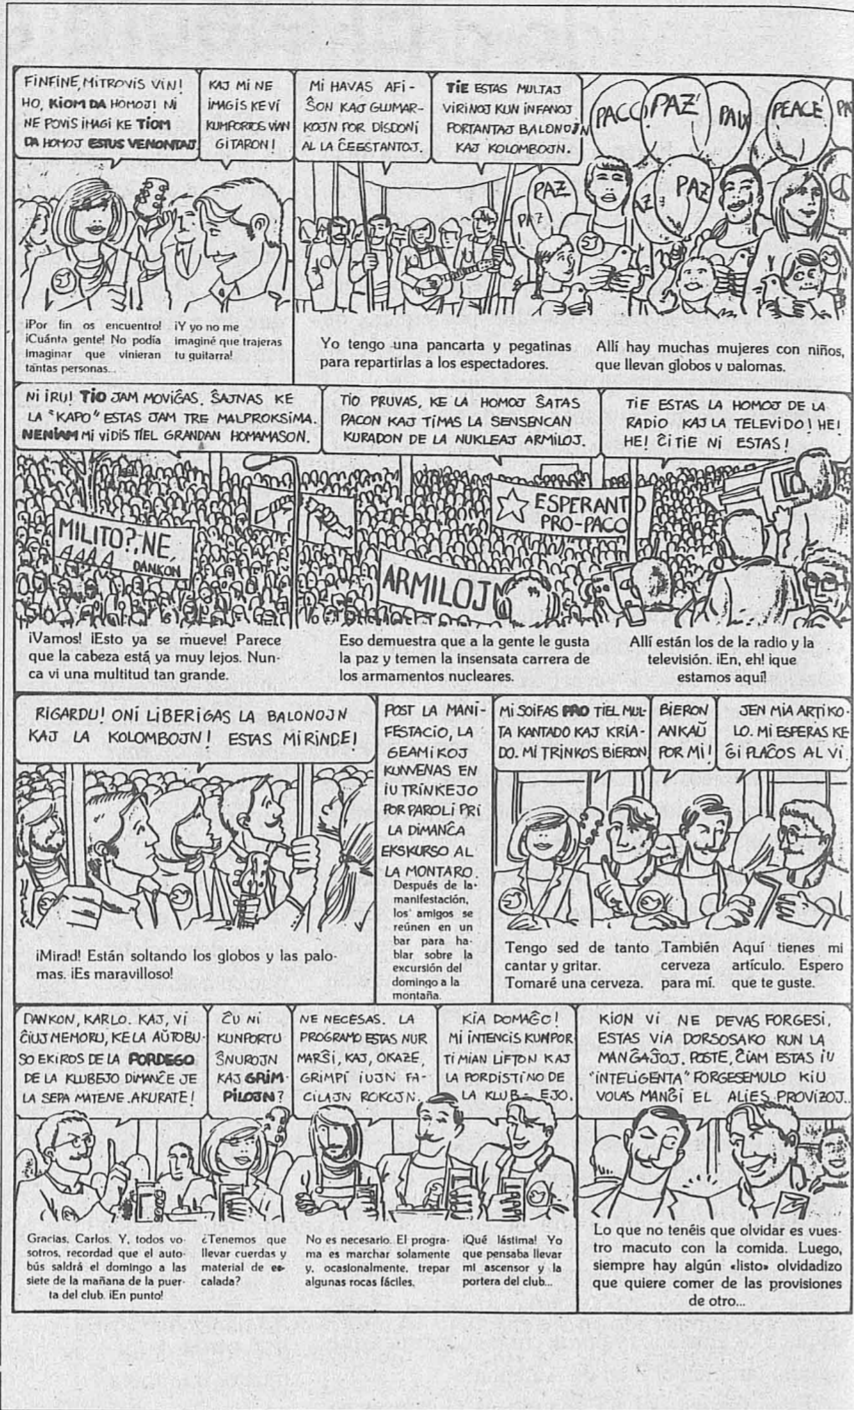 FINFINE, MI TROVIS VIN!
HO, KIOM DA HOMOJ! NI
NE POVIS IMAGI KE TIOM
DA HOMOJ ESTUS VENONTAJ.
KAJ MI NE
IMAGIS KE VI
KUMPORTOS VIAN
GITARON!
MI HAVAS AFI-
ŜON KAJ GLUMAR-
KOJN POR DISDONI
AL LA ĈEESTANTOJ.
TIE ESTAS MULTAJ
VIRINOJ KUN INFANOJ
PORTANTAJ BALONOJN
KAJ KOLOMBOJN.
PACO
PAZ
PAIX
PEACE
PA
PAZ
PAZ
PAZ
PAZ
PAZ
¡Por fin os encuentro!
¡Cuánta gente! No podía
imaginar que vinieran
tantas personas...
¡Y yo no me
imaginé que trajeras
tu guitarra!
Yo tengo una pancarta y pegatinas
para repartirlas a los espectadores.
Allí hay muchas mujeres con niños,
que llevan globos y palomas.
NI IRU! TIO JAM MOVIĜAS. ŜAJNAS KE
LA "KAPO" ESTAS JAM TRE MALPROKSIMA.
NENIAM MI VIDIS TIEL GRANDAN HOMAMASON.
TIO PRUVAS, KE LA HOMOJ ŜATAS
PACON KAJ TIMAS LA SENSENCAN
KURADON DE LA NUKLEAJ ARMILOJ.
TIE ESTAS LA HOMOJ DE LA
RADIO KAJ LA TELEVIDO! HE!
HE! ĈI TIE NI ESTAS!
MILITO?, NE,
DANKON
ESPERANTO
PRO-PACO
ARMILOJN
¡Vamos! ¡Esto ya se mueve! Parece
que la cabeza está ya muy lejos. Nun-
ca vi una multitud tan grande.
Eso demuestra que a la gente le gusta
la paz y temen la insensata carrera de
los armamentos nucleares.
Allí están los de la radio y la
televisión. ¡En, eh! ¡que
estamos aquí!
RIGARDU! ONI LIBERIGAS LA BALONOJN
KAJ LA KOLOMBOJN! ESTAS MIRINDE!
¡Mirad! Están soltando los globos y las palo-
mas. ¡Es maravilloso!
POST LA MANI-
FESTACIO, LA
GEAMIKOJ
KUNVENAS EN
IU TRINKEJO
POR PAROLI PRI
LA DIMANĈA
EKSKURSO AL
LA MONTARO.
Después de la
manifestación,
los amigos se
reúnen en un
bar para ha-
blar sobre la
excursión del
domingo a la
montaña.
MI SOIFAS PRO TIEL MUL-
TA KANTADO KAJ KRIA-
DO. MI TRINKOS BIERON.
BIERON
ANKAŬ
POR MI!
JEN MIA ARTIKO-
LO. MI ESPERAS KE
ĜI PLAĈOS AL VI.
Tengo sed de tanto
cantar y gritar.
Tomaré una cerveza.
También
cerveza
para mí.
Aquí tienes mi
artículo. Espero
que te guste.
DANKON, KARLO. KAJ, VI
ĈIUJ MEMORU, KE LA AŬTOBU-
SO EKIROS DE LA PORDEGO
DE LA KLUBEJO DIMANĈE JE
LA SEPA MATENE. AKURATE!
ĈU NI
KUNPORTU
ŜNUROJN
KAJ GRIM-
PILOJN?
NE NECESAS. LA
PROGRAMO ESTAS NUR
MARŜI, KAJ, OKAZE,
GRIMPI IUJN FA-
CILAJN ROKOJN.
KIA DOMAĜO!
MI INTENCIS KUNPOR-
TI MIAN LIFTON KAJ
LA PORDISTINO DE
LA KLUB - EJO.
KION VI NE DEVAS FORGESI,
ESTAS VIA DORSOSAKO KUN LA
MANĜAĴOJ. POSTE, ĈIAM ESTAS IU
"INTELIGENTA" FORGESEMULO KIU
VOLAS MANĜI EL ALIES PROVIZOJ..
Gracias, Carlos. Y, todos vo-
sotros, recordad que el auto-
bús saldrá el domingo a las
siete de la mañana de la puer-
ta del club. ¡En punto!
¿Tenemos que
llevar cuerdas y
material de es-
calada?
No es necesario. El progra-
ma es marchar solamente
y, ocasionalmente, trepar
algunas rocas fáciles.
¡Qué lástima! Yo
que pensaba llevar
mi ascensor y la
portera del club...
Lo que no tenéis que olvidar es vues-
tro macuto con la comida. Luego,
siempre hay algún «listo» olvidadizo
que quiere comer de las provisiones
de otro...